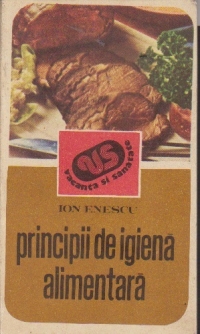 VS
vacanța și sănătate
ION ENESCU
principii de igienă
alimentară